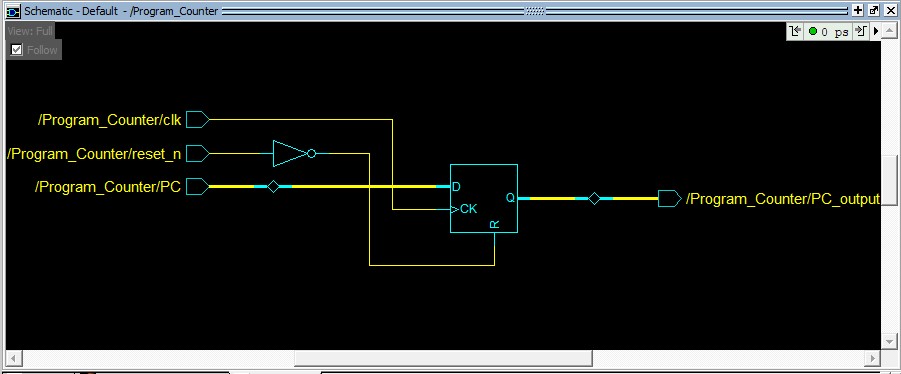 Schematic - Default - /Program_Counter
View: Full
Follow
0 ps
/Program_Counter/clk
/Program_Counter/reset_n
/Program_Counter/PC
D
CK
Q
R
/Program_Counter/PC_output